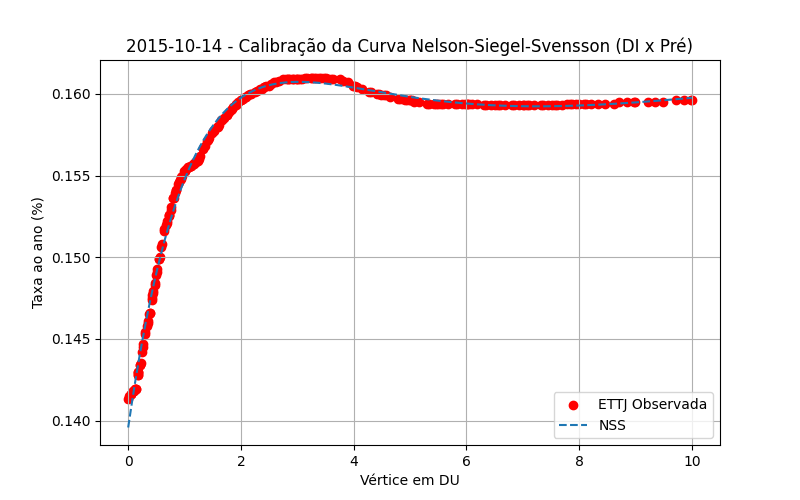 2015-10-14 - Calibração da Curva Nelson-Siegel-Svensson (DI x Pré)
Taxa ao ano (%)
0.160
0.155
0.150
0.145
0.140
ETTJ Observada
NSS
0 2 4 6 8 10
Vértice em DU